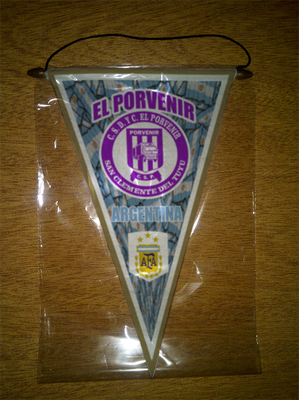 EL PORVENIR
C.S.D.T C. EL PORVENIR
PORVENIR
C.E.P.
SAN CLEMENTE DEL TUYU
ARGENTINA
AFA